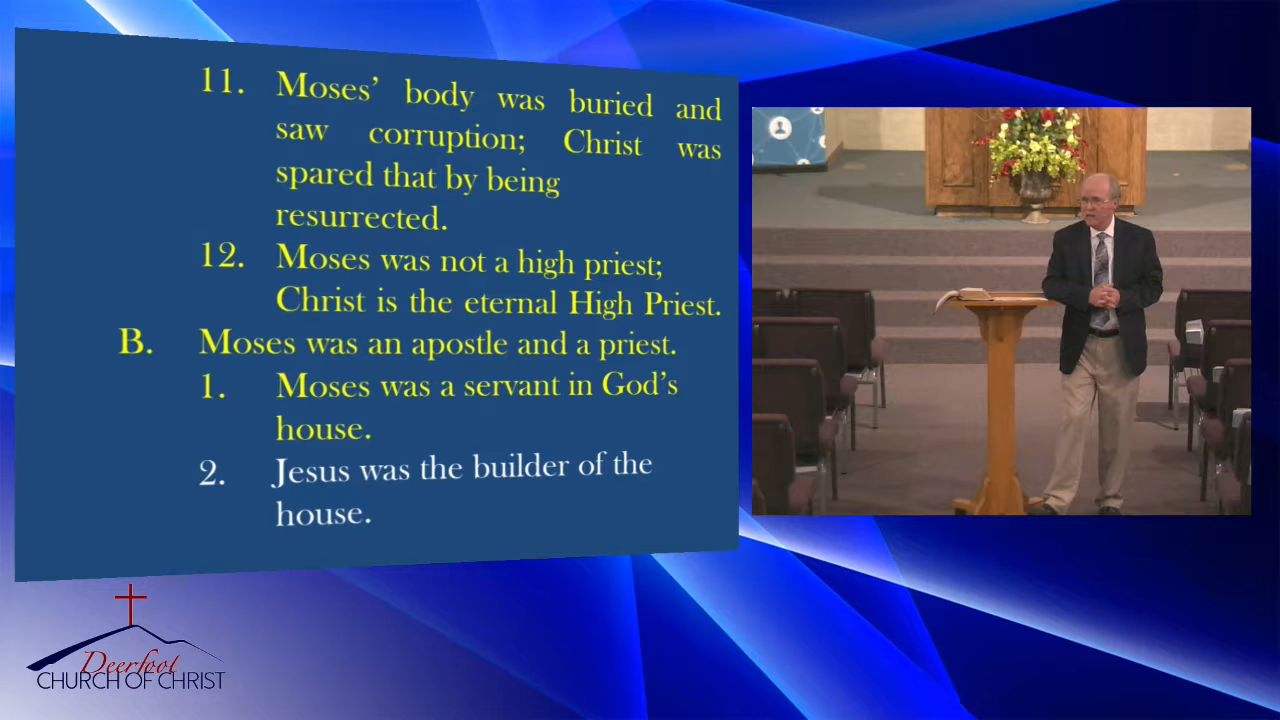 11. Moses' body was buried and
saw corruption; Christ was
spared that by being
resurrected.
12. Moses was not a high priest;
Christ is the eternal High Priest.
B. Moses was an apostle and a priest.
1. Moses was a servant in God's
house.
2. Jesus was the builder of the
house.
Deerfoot
CHURCH OF CHRIST